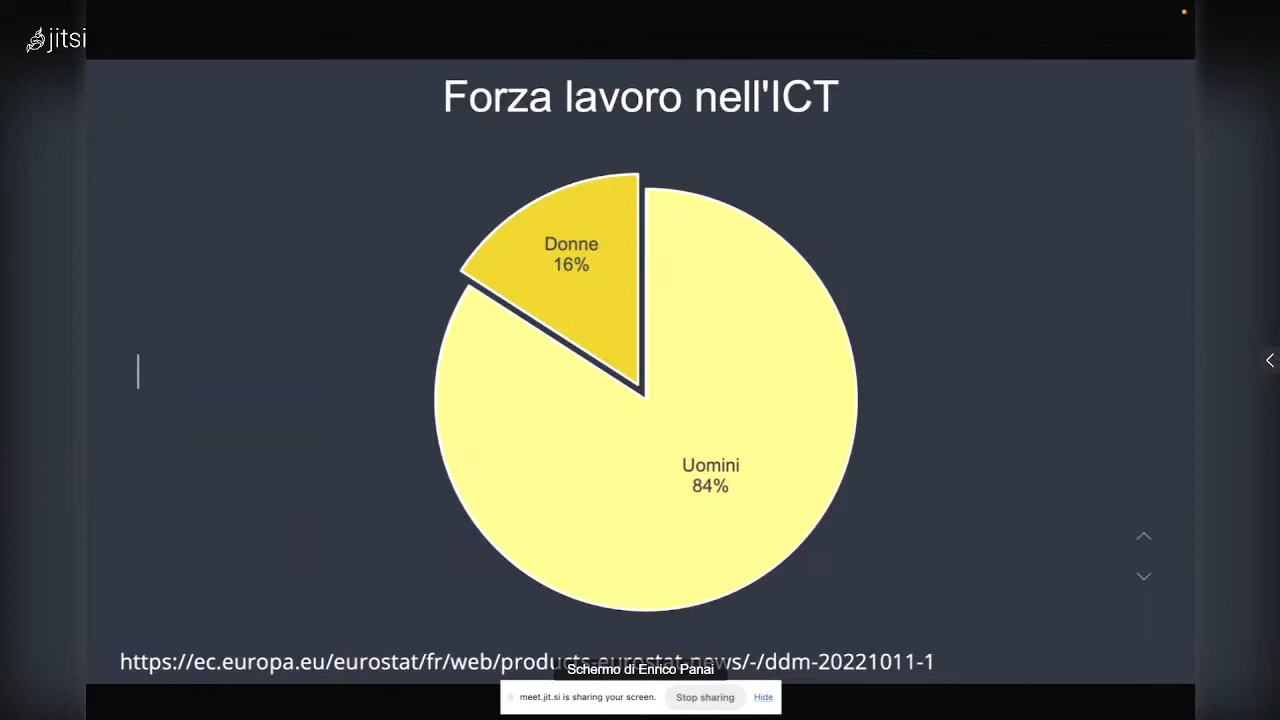 jitsi
Forza lavoro nell'ICT
Donne
16%
Uomini
84%
https://ec.europa.eu/eurostat/fr/web/products-eurostat-news/-/ddm-20221011-1
Schermo di Enrico Panai
meet.jit.si is sharing your screen.
Stop sharing
Hide